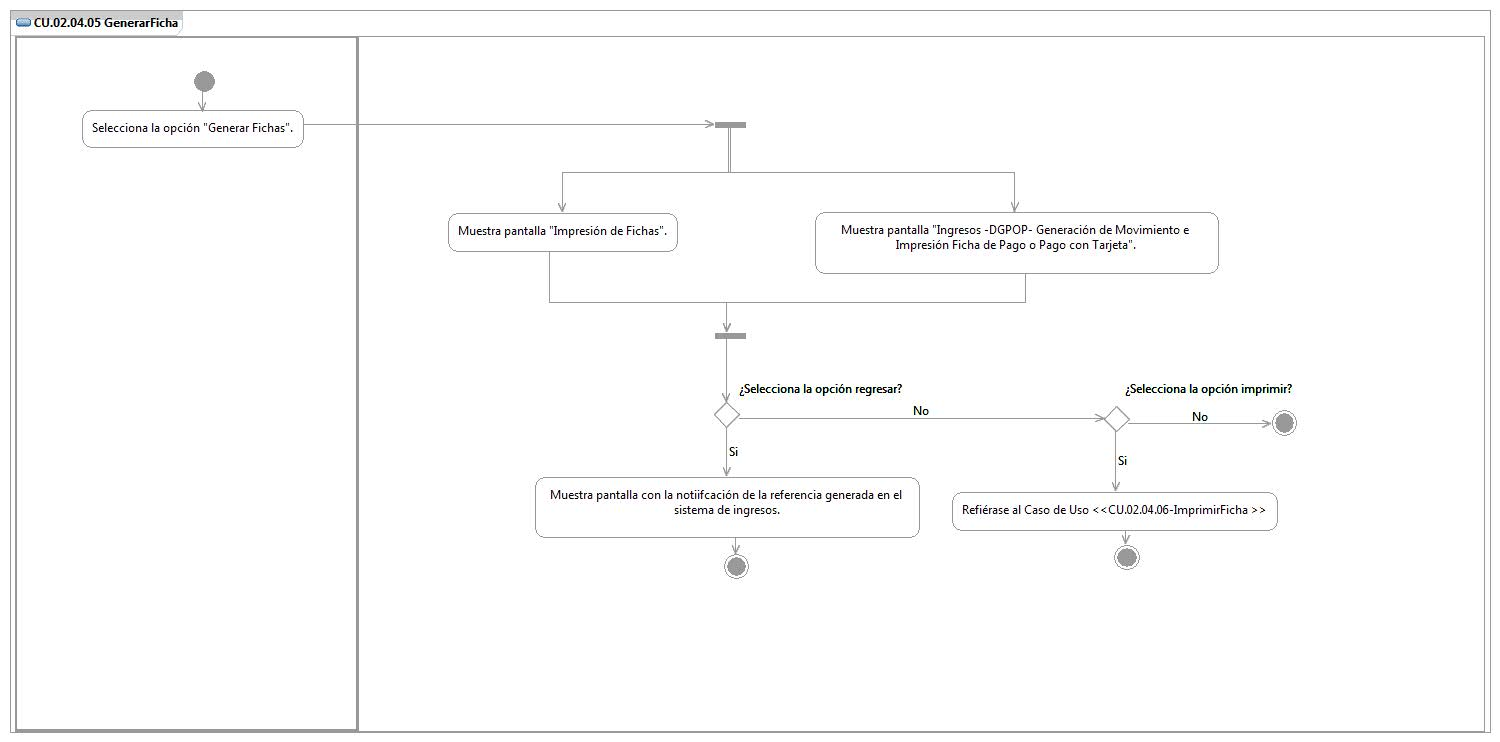 CU.02.04.05 GenerarFicha
Selecciona la opción "Generar Fichas".
Muestra pantalla "Impresión de Fichas".
Muestra pantalla "Ingresos -DGPOP- Generación de Movimiento e
Impresión Ficha de Pago o Pago con Tarjeta".
¿Selecciona la opción regresar?
No
Si
¿Selecciona la opción imprimir?
No
Si
Muestra pantalla con la notiifcación de la referencia generada en el
sistema de ingresos.
Refiérase al Caso de Uso <<CU.02.04.06-ImprimirFicha >>